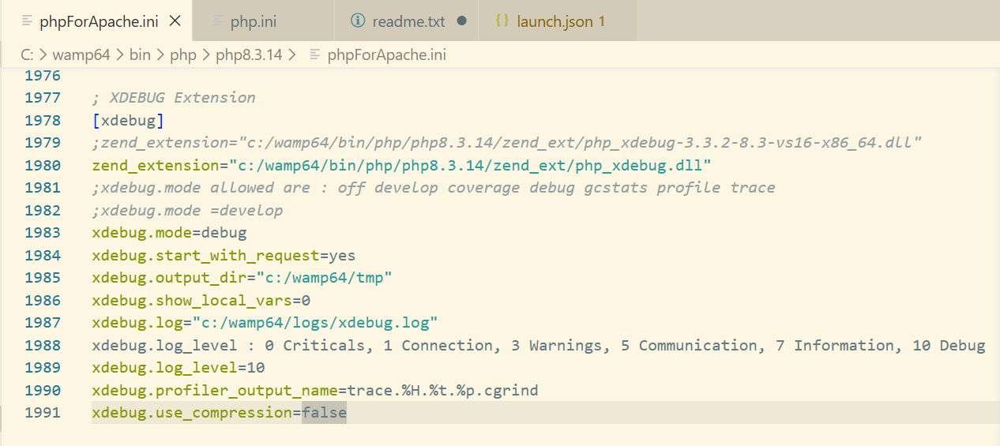 phpForApache.ini
php.ini
readme.txt
launch.json 1
C: > wamp64 > bin > php > php8.3.14 > phpForApache.ini
1976
1977 ; XDEBUG Extension
1978 [xdebug]
1979 ;zend_extension="c:/wamp64/bin/php/php8.3.14/zend_ext/php_xdebug-3.3.2-8.3-vs16-x86_64.dll"
1980 zend_extension="c:/wamp64/bin/php/php8.3.14/zend_ext/php_xdebug.dll"
1981 ;xdebug.mode allowed are : off develop coverage debug gcstats profile trace
1982 ;xdebug.mode =develop
1983 xdebug.mode=debug
1984 xdebug.start_with_request=yes
1985 xdebug.output_dir="c:/wamp64/tmp"
1986 xdebug.show_local_vars=0
1987 xdebug.log="c:/wamp64/logs/xdebug.log"
1988 xdebug.log_level : 0 Criticals, 1 Connection, 3 Warnings, 5 Communication, 7 Information, 10 Debug
1989 xdebug.log_level=10
1990 xdebug.profiler_output_name=trace.%H.%t.%p.cgrind
1991 xdebug.use_compression=false